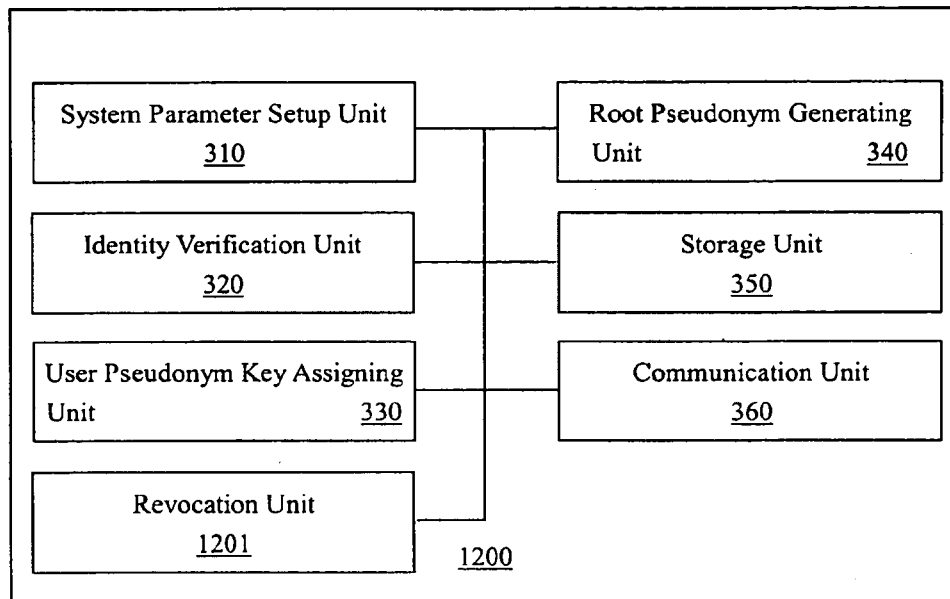 System Parameter Setup Unit
310
Root Pseudonym Generating
Unit 340
Identity Verification Unit
320
Storage Unit
350
User Pseudonym Key Assigning
Unit 330
Communication Unit
360
Revocation Unit
1201
1200